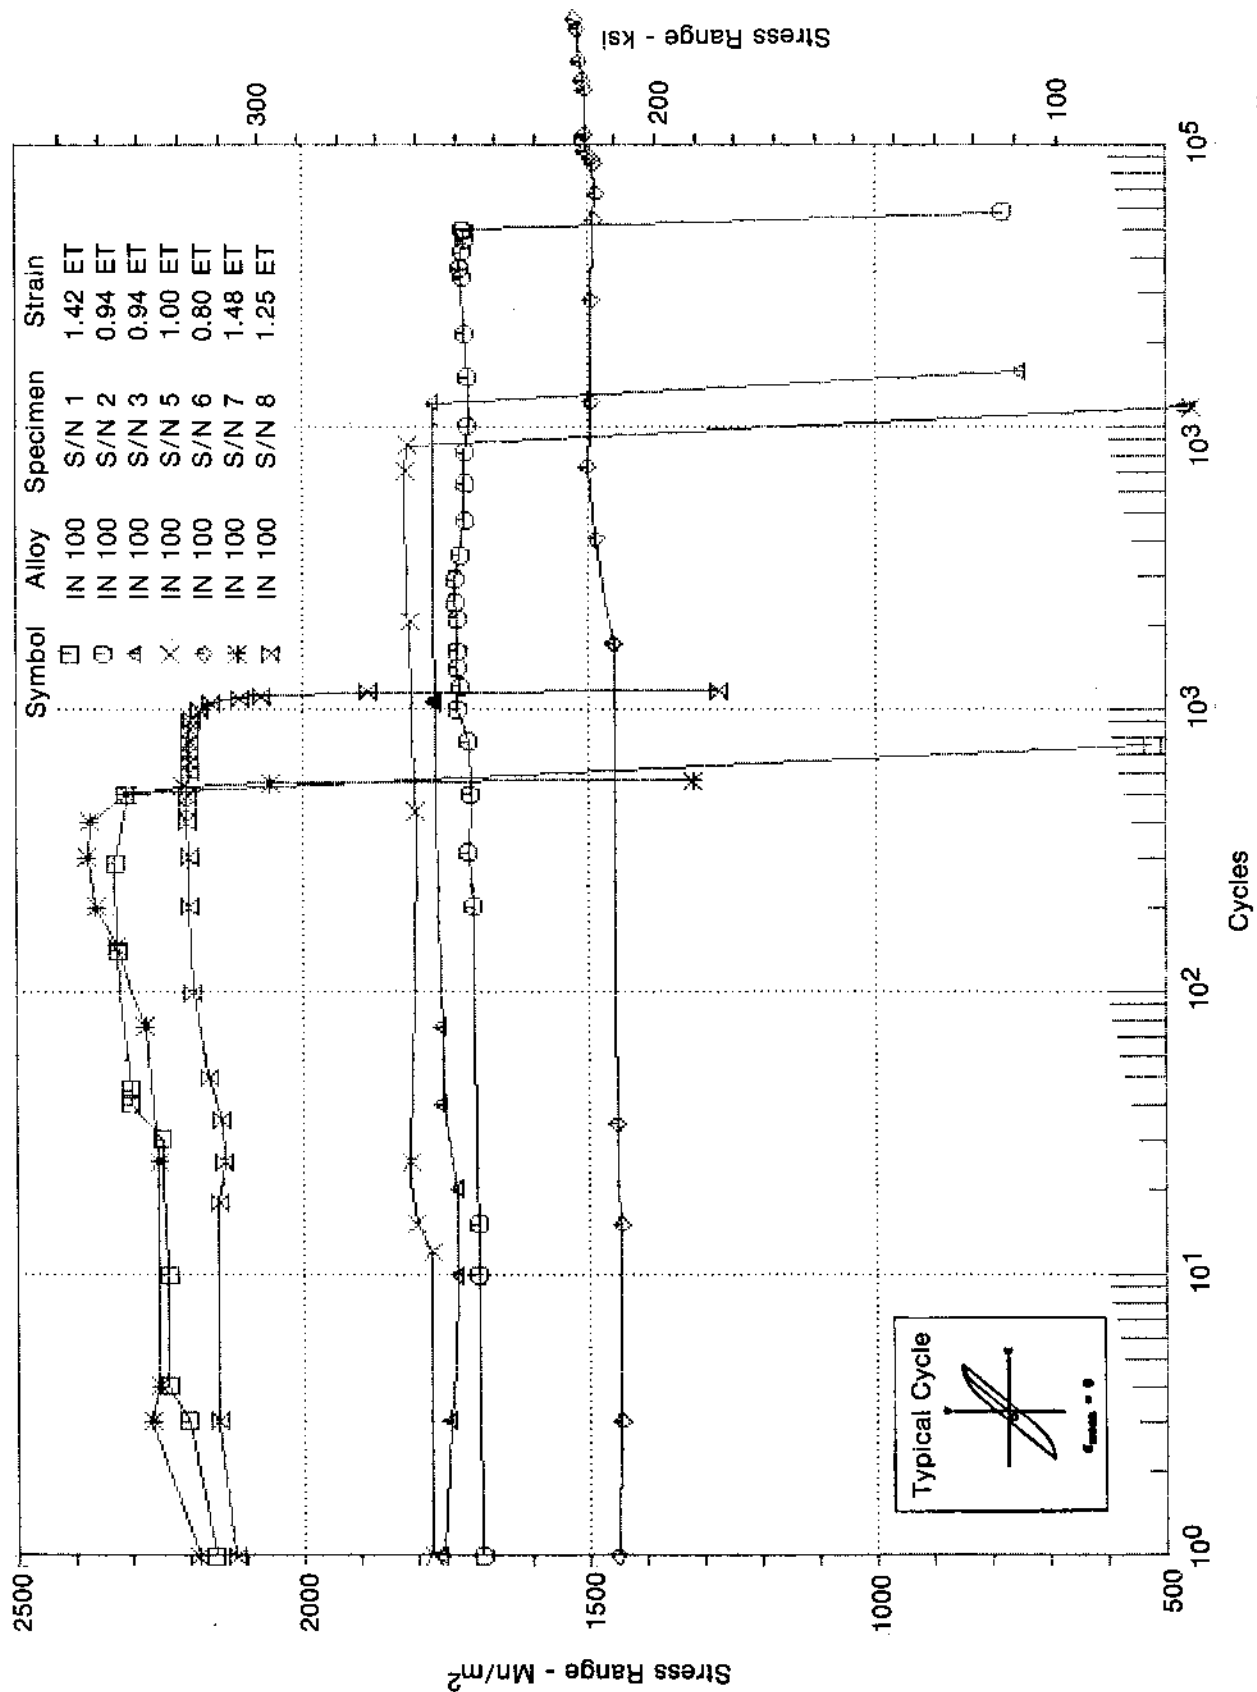 Symbol Alloy Specimen Strain
IN 100 S/N 1 1.42 ET
IN 100 S/N 2 0.94 ET
IN 100 S/N 3 0.94 ET
IN 100 S/N 5 1.00 ET
IN 100 S/N 6 0.80 ET
IN 100 S/N 7 1.48 ET
IN 100 S/N 8 1.25 ET
2500
2000
1500
1000
500
Stress Range - Mn/m²
300
200
100
Stress Range - ksi
10⁰
10¹
10²
10³
10³
10⁵
Cycles
Typical Cycle